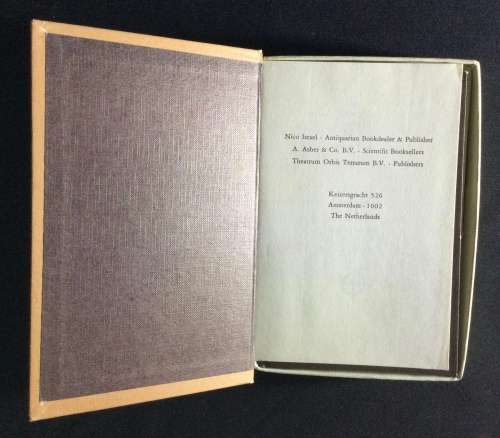 Nico Israel - Antiquarian Bookdealer & Publisher
A. Asher & Co. B.V. - Scientific Booksellers
Theatrum Orbis Terrarum B.V. - Publishers
Keizersgracht 526
Amsterdam - 1002
The Netherlands